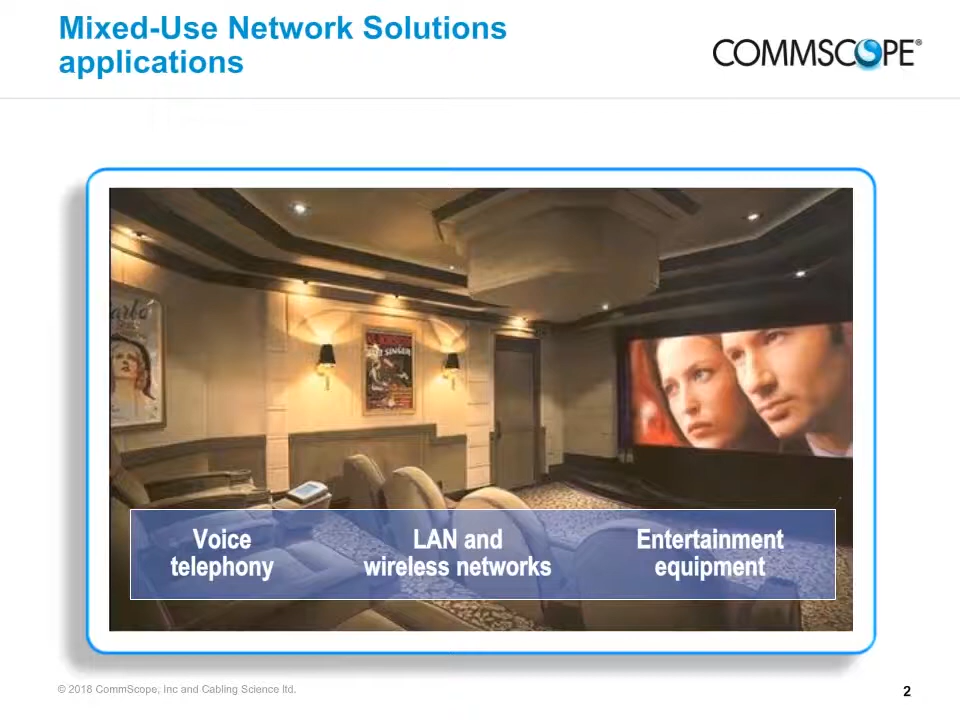 Mixed-Use Network Solutions
applications
COMMSCOPE®
Voice
telephony
LAN and
wireless networks
Entertainment
equipment
© 2018 CommScope, Inc and Cabling Science ltd.
2